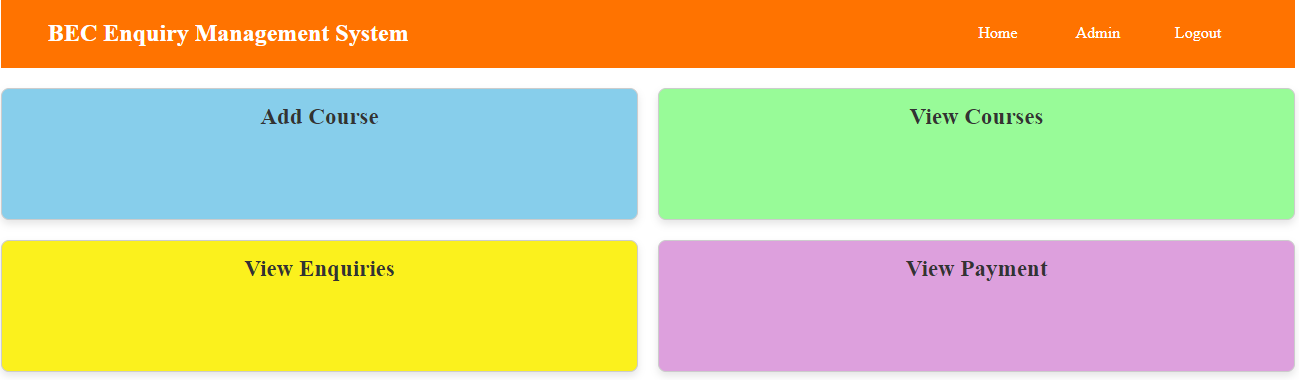 BEC Enquiry Management System
Home Admin Logout
Add Course
View Courses
View Enquiries
View Payment